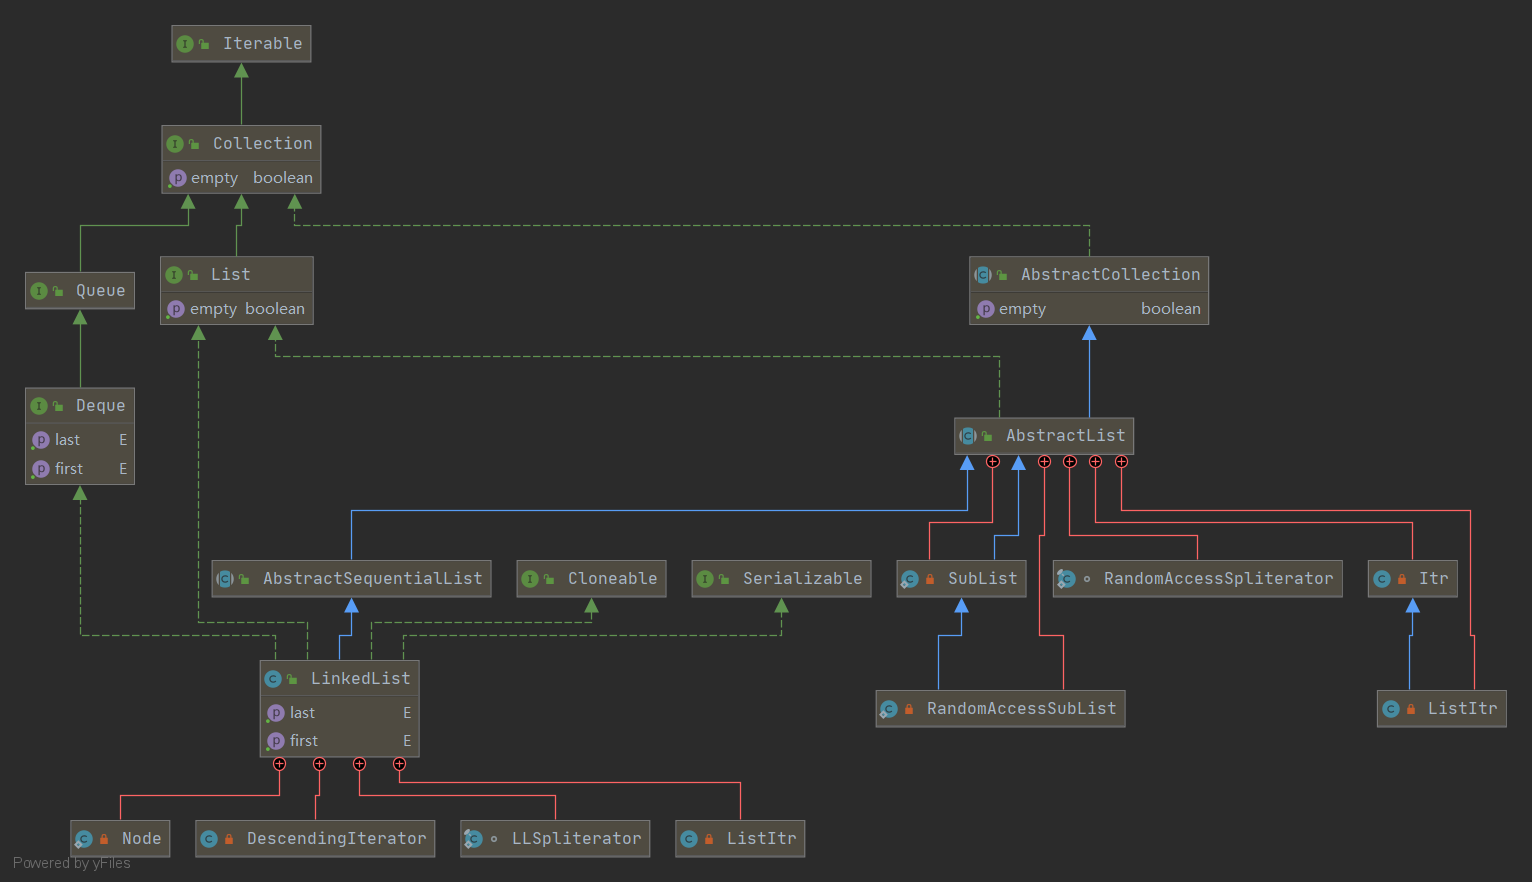 Iterable
Collection
empty boolean
Queue
List
empty boolean
AbstractCollection
empty boolean
Deque
last E
first E
AbstractList
AbstractSequentialList
Cloneable
Serializable
SubList
RandomAccessSpliterator
Itr
LinkedList
last E
first E
RandomAccessSubList
ListItr
Node
DescendingIterator
LLSpliterator
ListItr
Powered by yFiles